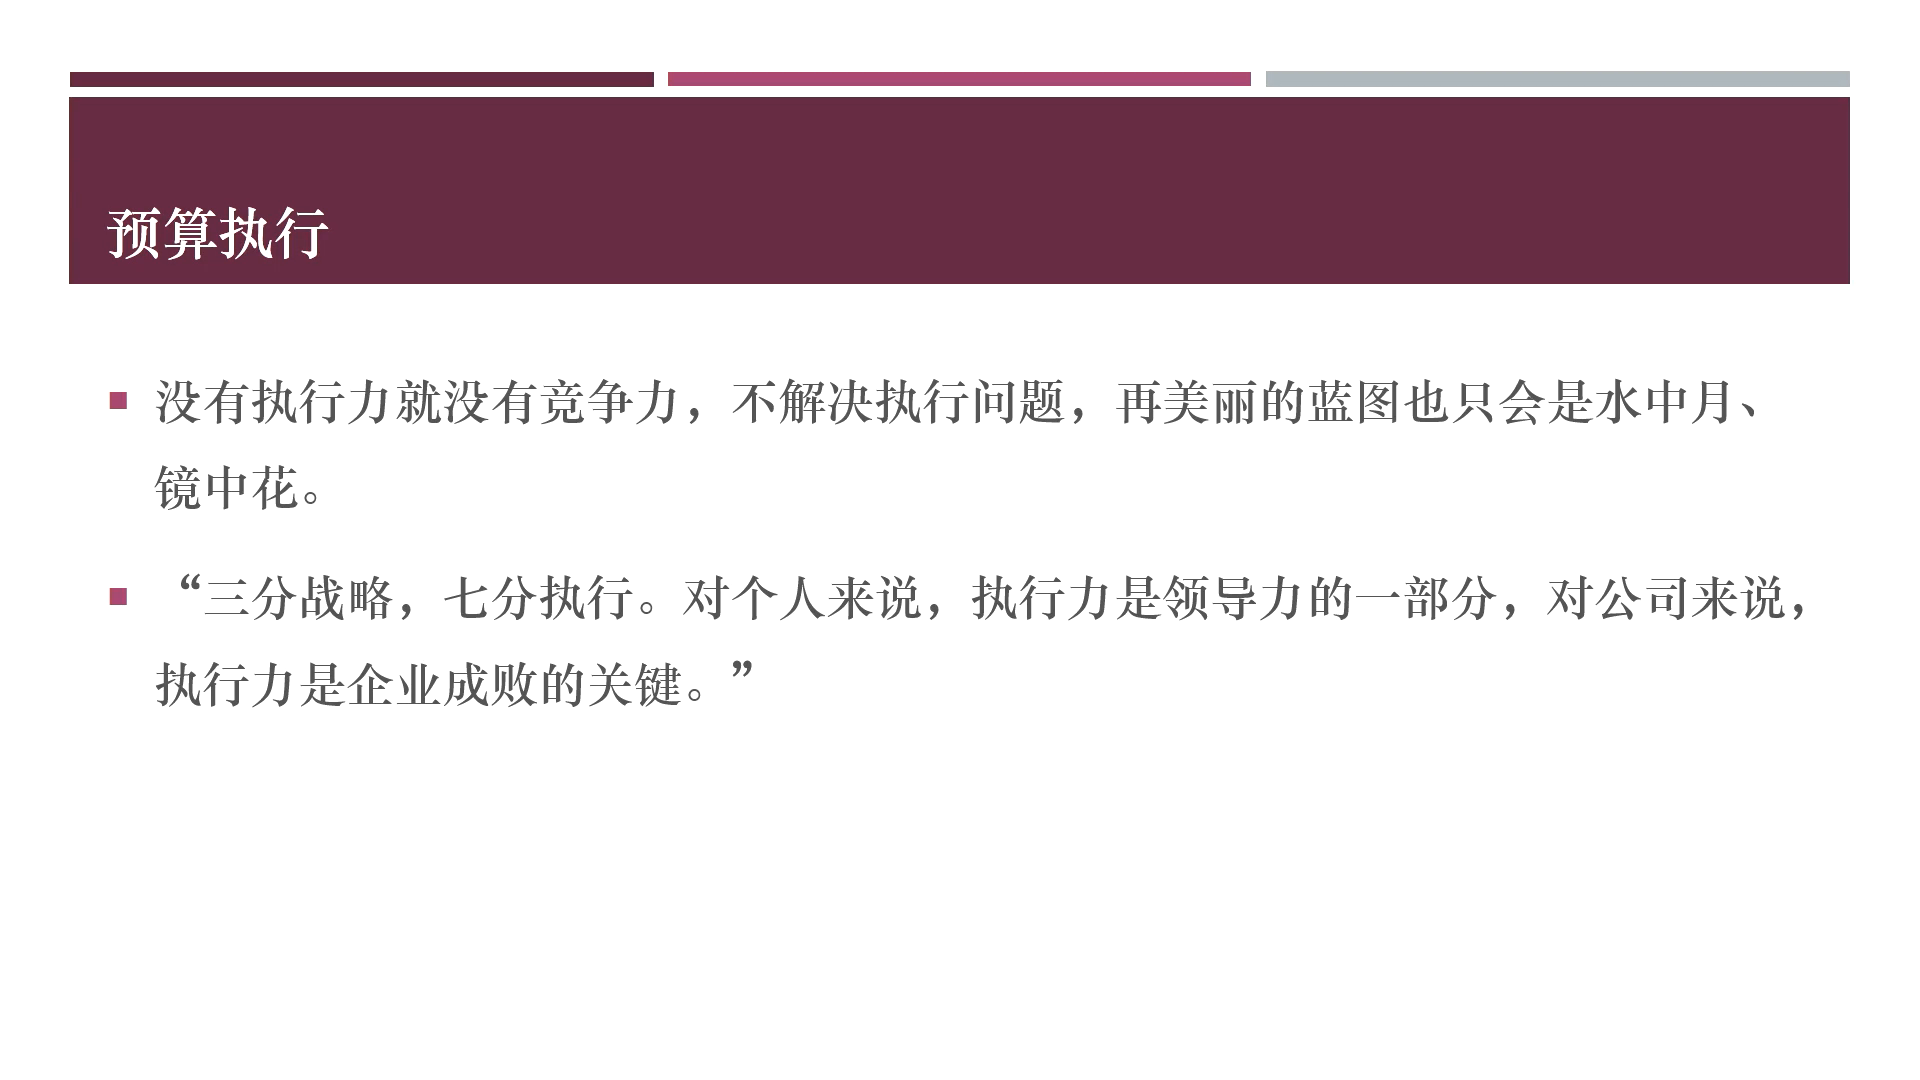 预算执行
没有执行力就没有竞争力，不解决执行问题，再美丽的蓝图也只会是水中月、
镜中花。
“三分战略，七分执行。对个人来说，执行力是领导力的一部分，对公司来说，
执行力是企业成败的关键。”